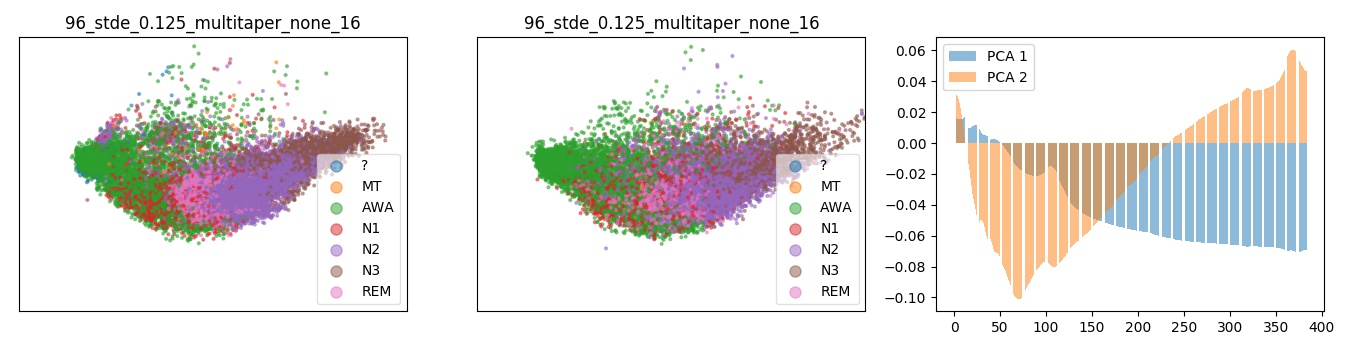 96_stde_0.125_multitaper_none_16
?
MT
AWA
N1
N2
N3
REM
96_stde_0.125_multitaper_none_16
?
MT
AWA
N1
N2
N3
REM
PCA 1
PCA 2
0.06
0.04
0.02
0.00
−0.02
−0.04
−0.06
−0.08
−0.10
0 50 100 150 200 250 300 350 400